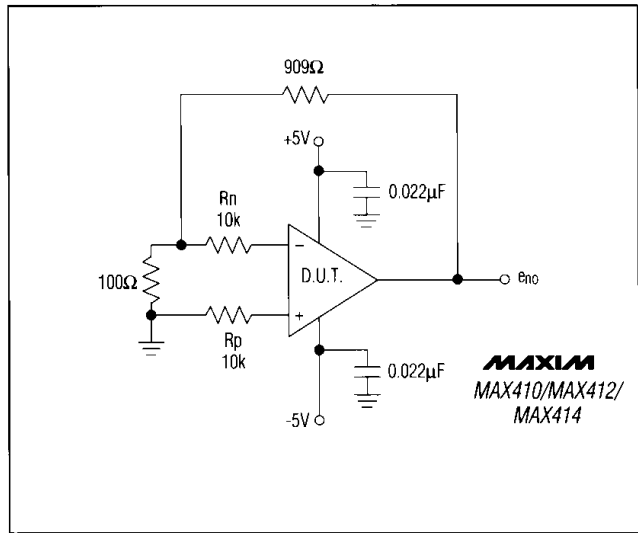 909Ω
+5V
0.022µF
Rn
10k
−
D.U.T.
+
100Ω
Rp
10k
eno
0.022µF
-5V
MAXIM
MAX410/MAX412/
MAX414